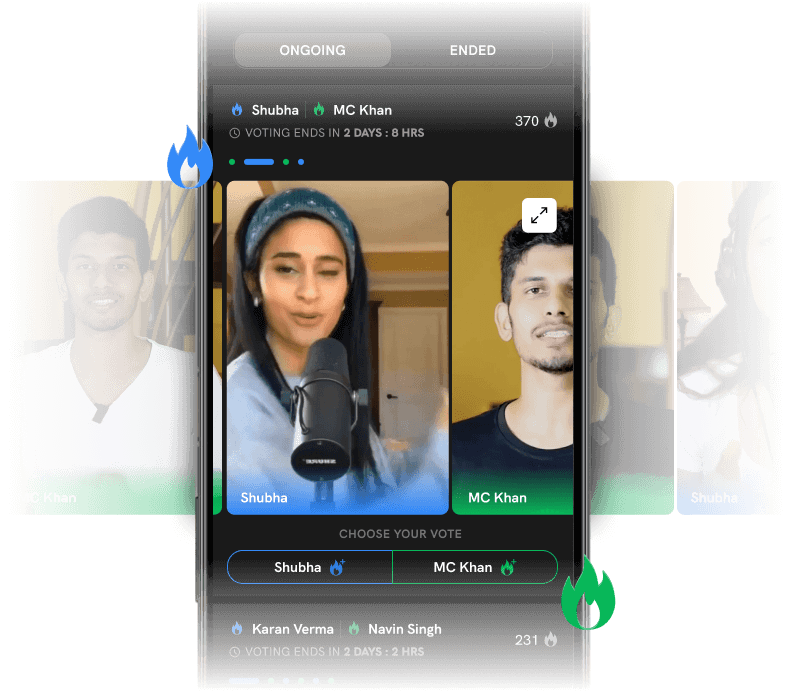 ONGOING
ENDED
Shubha
MC Khan
VOTING ENDS IN 2 DAYS : 8 HRS
370
C Khan
Shubha
MC Khan
Shubha
CHOOSE YOUR VOTE
Shubha
MC Khan
Karan Verma
Navin Singh
VOTING ENDS IN 2 DAYS : 2 HRS
231